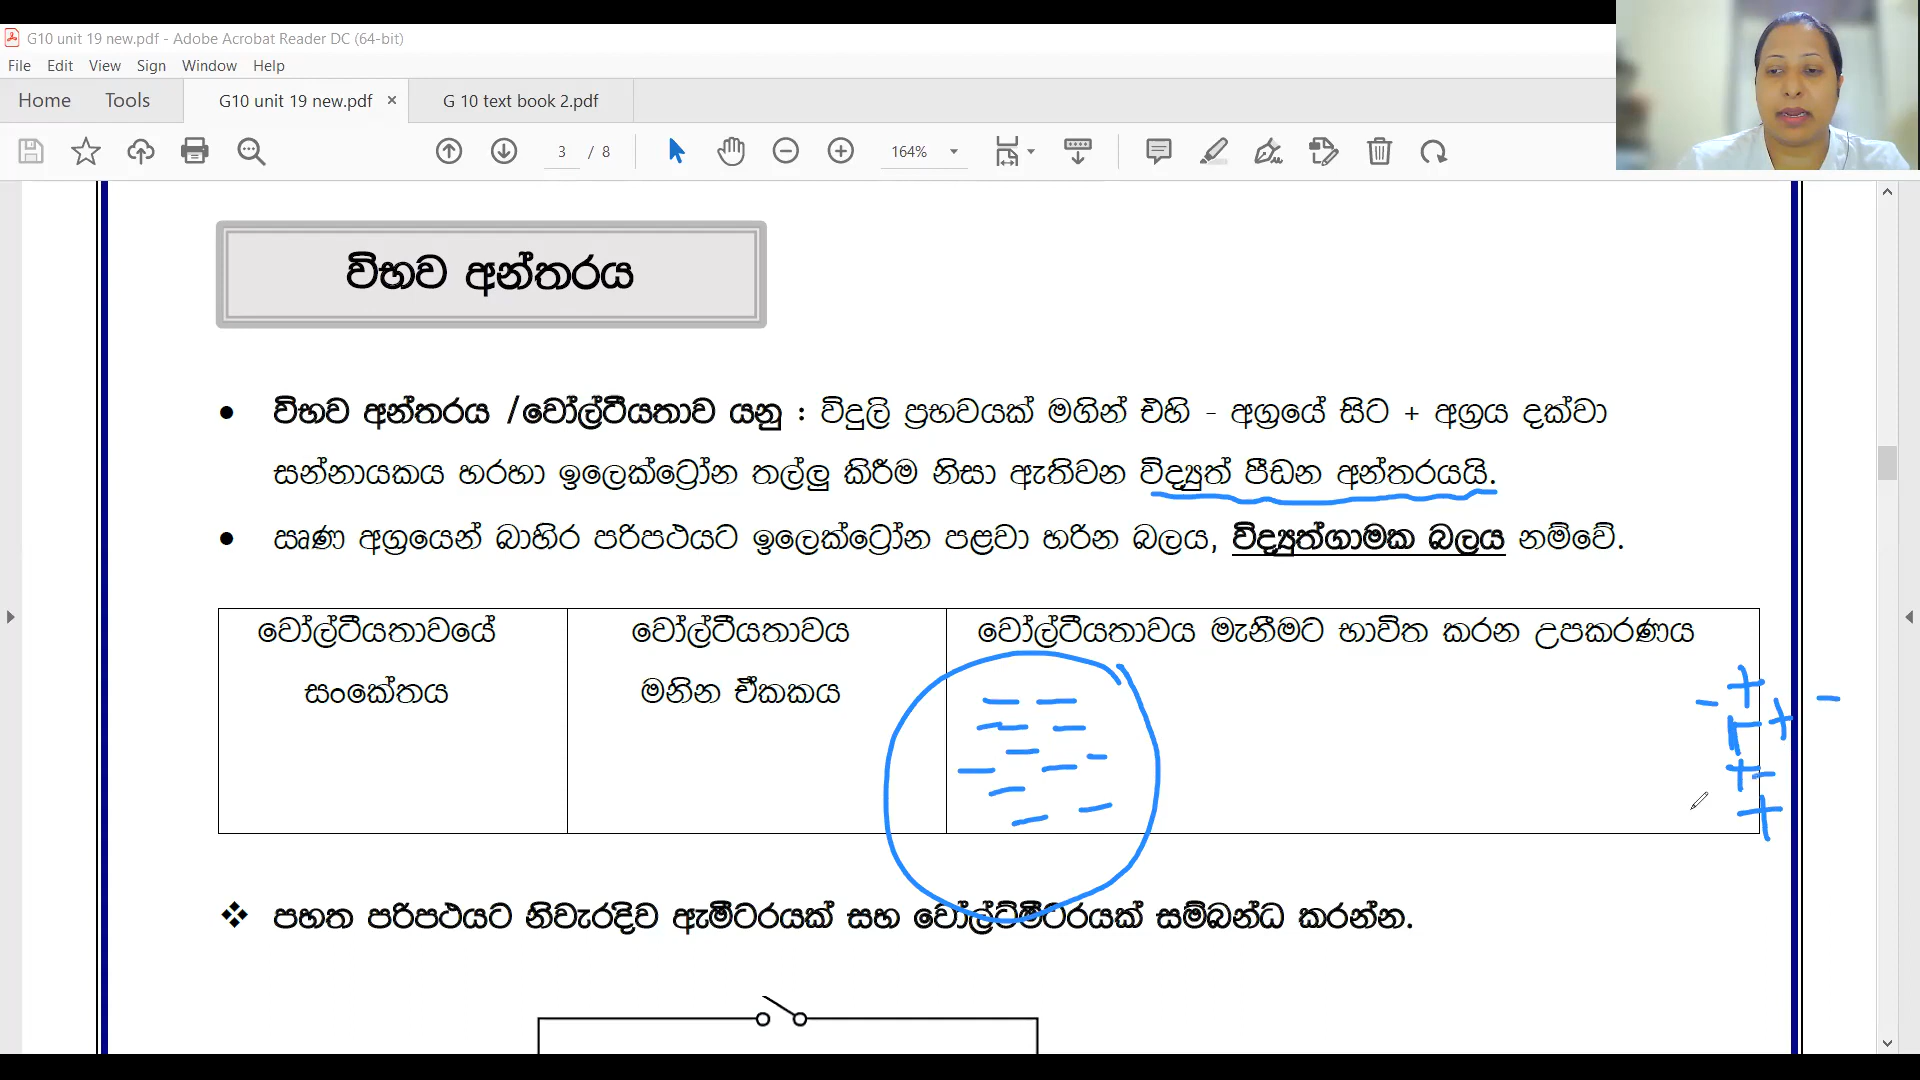 G10 unit 19 new.pdf - Adobe Acrobat Reader DC (64-bit)
File Edit View Sign Window Help
Home Tools G10 unit 19 new.pdf × G 10 text book 2.pdf
3 / 8 164%
විභව අන්තරය
• විභව අන්තරය /වෝල්ටීයතාව යනු : විදුලි ප්‍රභවයක් මගින් එහි - අග්‍රයේ සිට + අග්‍රය දක්වා
සන්නායකය හරහා ඉලෙක්ට්‍රෝන තල්ලු කිරීම නිසා ඇතිවන විද්‍යුත් පීඩන අන්තරයයි.
• ඍණ අග්‍රයෙන් බාහිර පරිපථයට ඉලෙක්ට්‍රෝන පළවා හරින බලය, විද්‍යුත්ගාමක බලය නම්වේ.
වෝල්ටීයතාවයේ
සංකේතය
වෝල්ටීයතාවය
මනින ඒකකය
වෝල්ටීයතාවය මැනීමට භාවිත කරන උපකරණය
❖ පහත පරිපථයට නිවැරදිව ඇමීටරයක් සහ වෝල්ට්මීටරයක් සම්බන්ධ කරන්න.